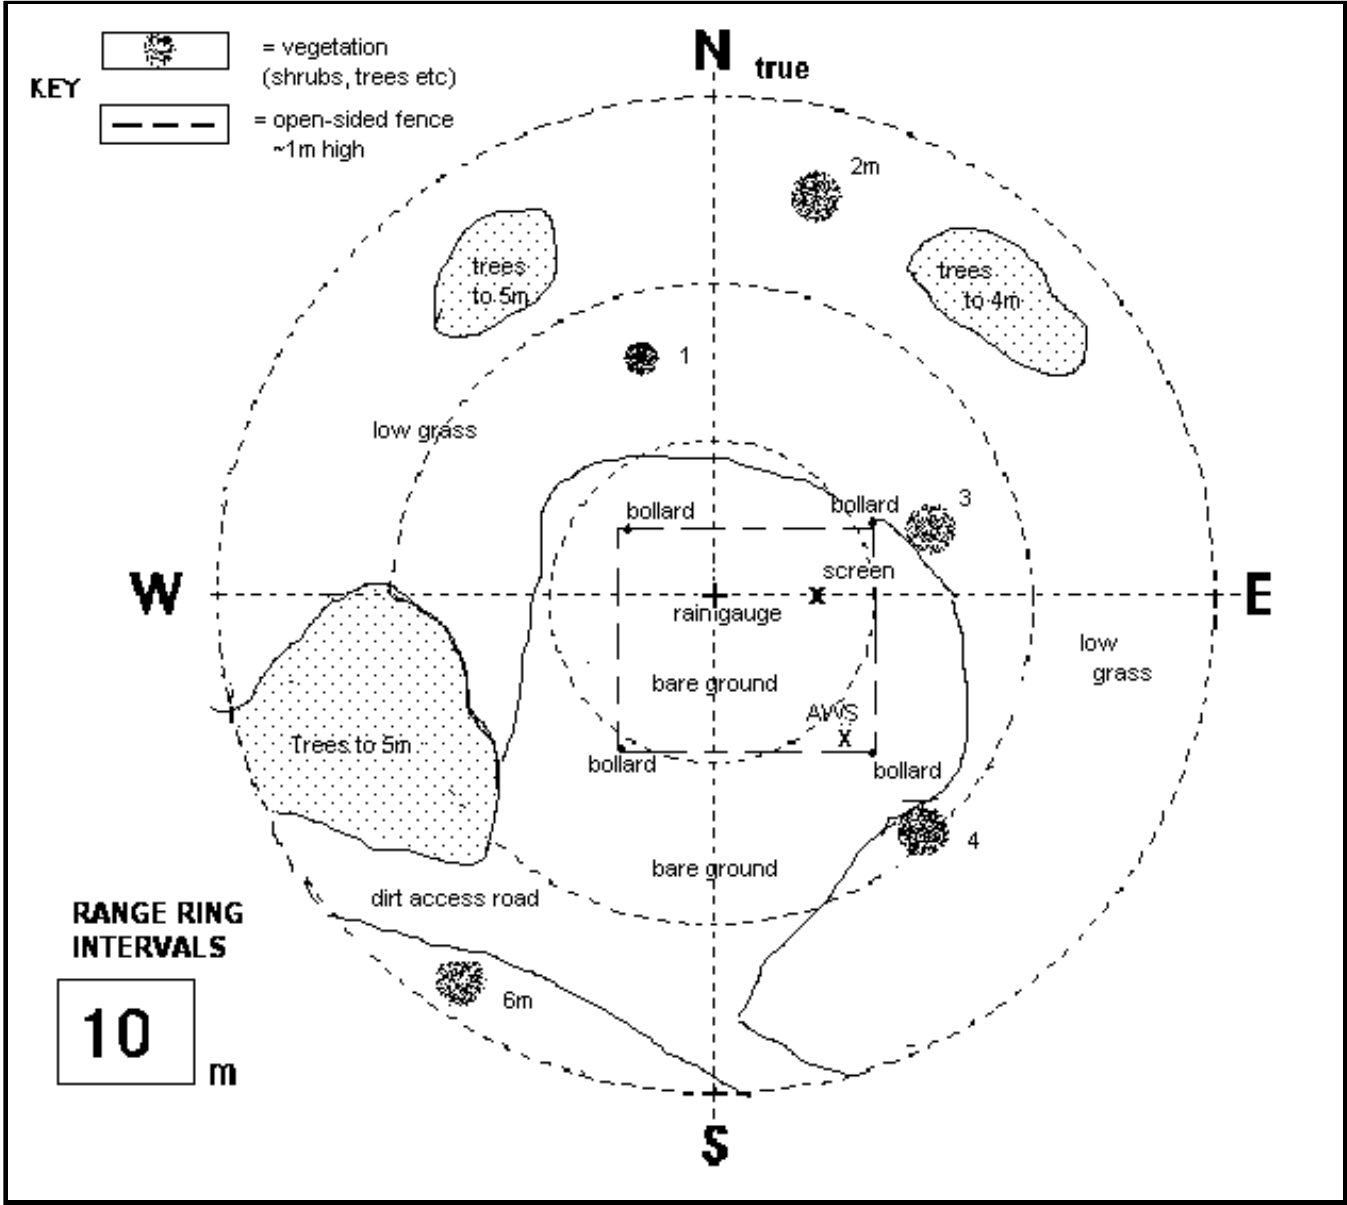 N
true
KEY
= vegetation
(shrubs, trees etc)
= open-sided fence
~1m high
2m
trees
to 5m
trees
to 4m
1
low grass
bollard
bollard
3
screen
W
E
raingauge
low
grass
bare ground
AWS
X
Trees to 5m
bollard
bollard
4
bare ground
dirt access road
RANGE RING
INTERVALS
10
m
6m
S